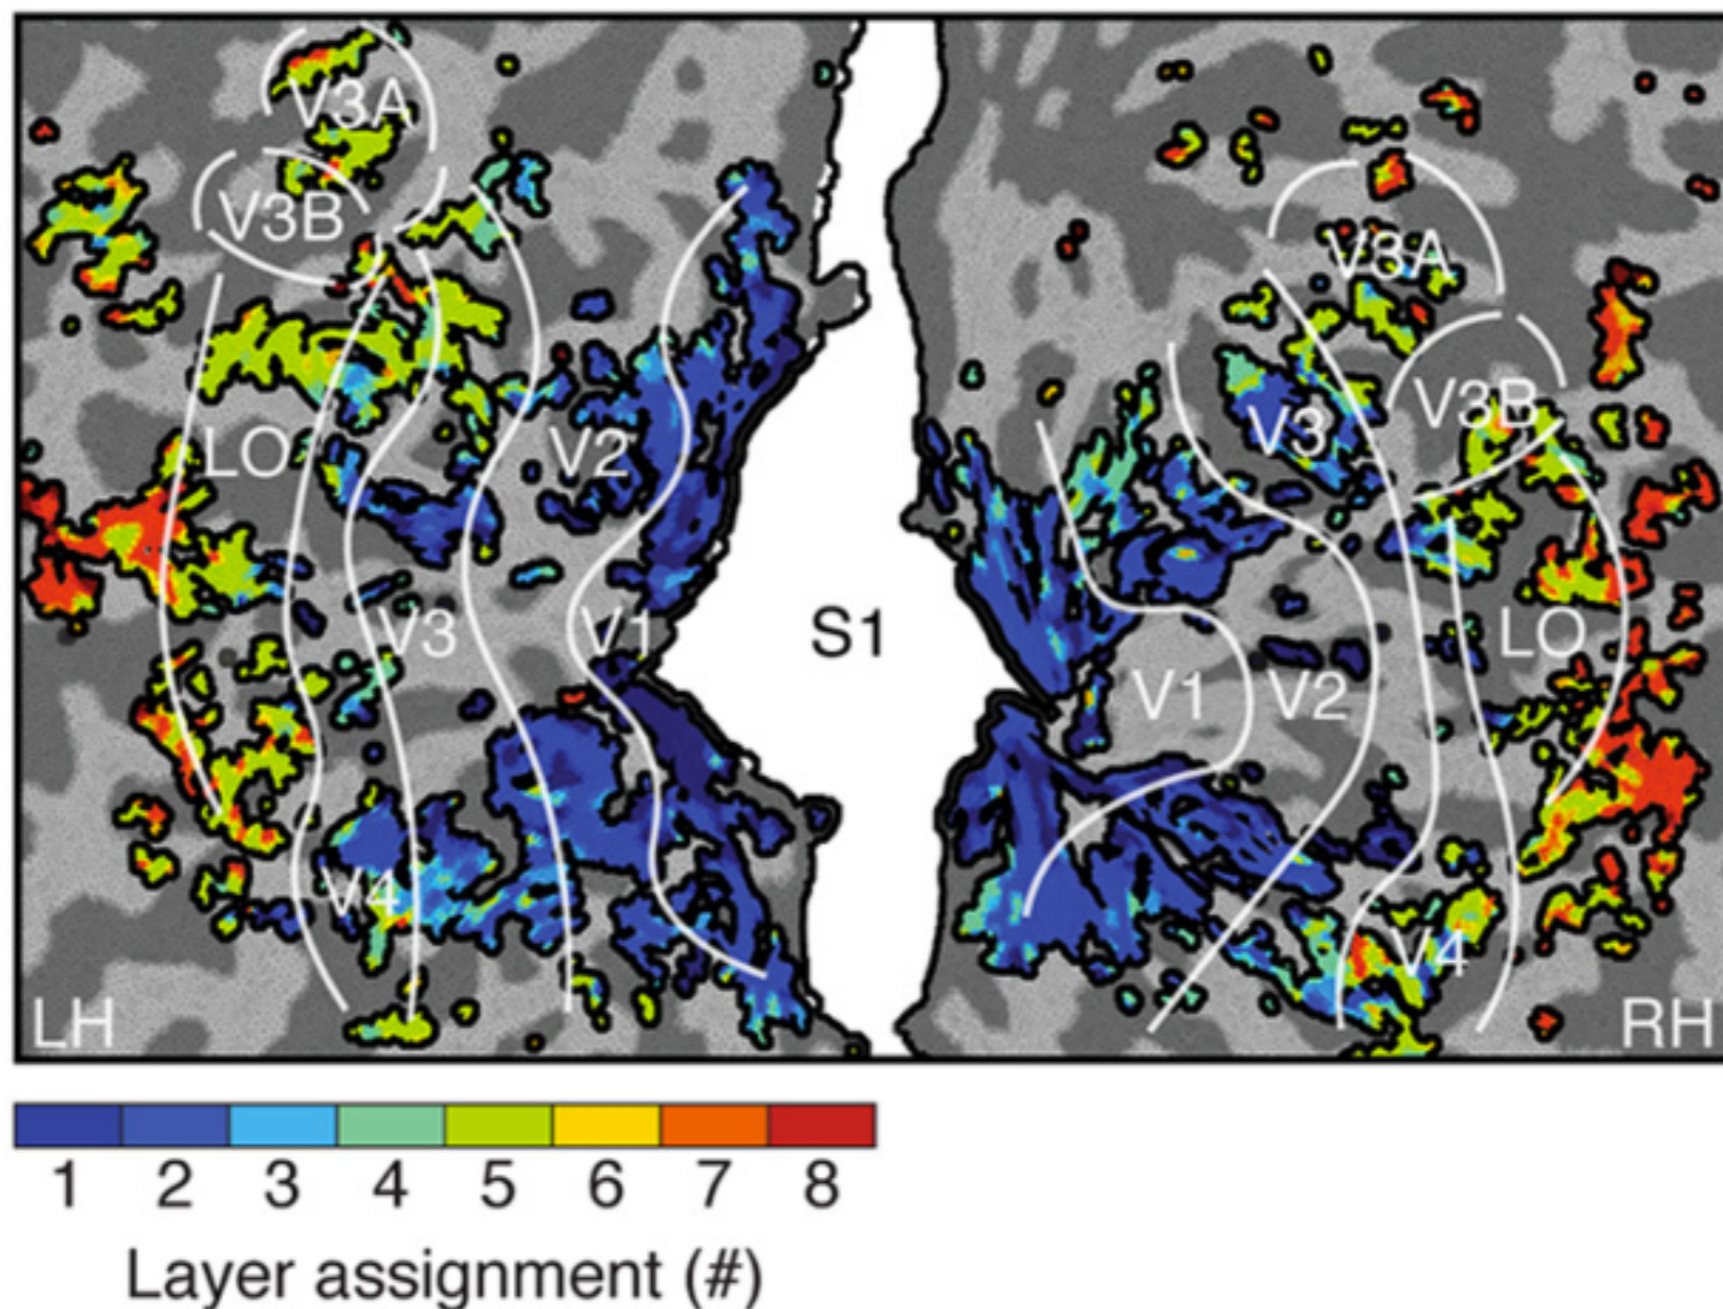 V3A
V3B
LO
V2
V3
V1
V4
LH
S1
V3A
V3
V3B
V1
V2
LO
V4
RH
1 2 3 4 5 6 7 8
Layer assignment (#)